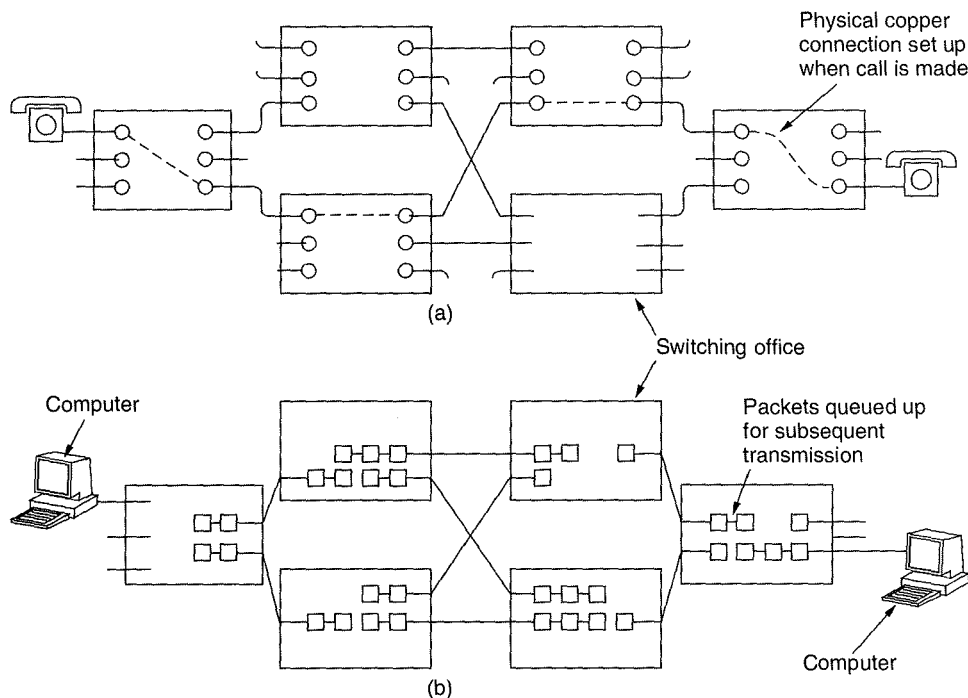 Physical copper
connection set up
when call is made
(a)
Switching office
Computer
Packets queued up
for subsequent
transmission
Computer
(b)